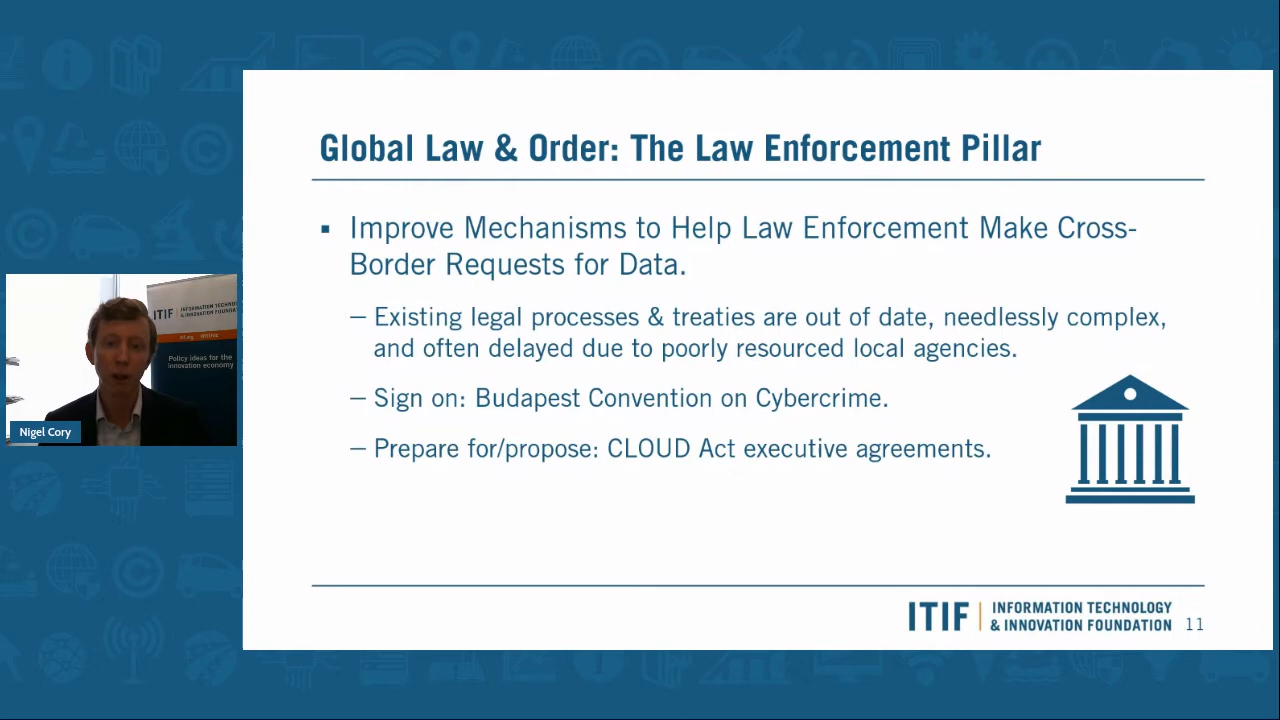 Global Law & Order: The Law Enforcement Pillar
▪ Improve Mechanisms to Help Law Enforcement Make Cross-
Border Requests for Data.
– Existing legal processes & treaties are out of date, needlessly complex,
and often delayed due to poorly resourced local agencies.
– Sign on: Budapest Convention on Cybercrime.
– Prepare for/propose: CLOUD Act executive agreements.
ITIF | INFORMATION TECHNOLOGY
& INNOVATION FOUNDATION 11
ITIF | INFORMATION TECHNOLO
& INNOVATION FOUNDA
Policy ideas for the
innovation economy
Nigel Cory